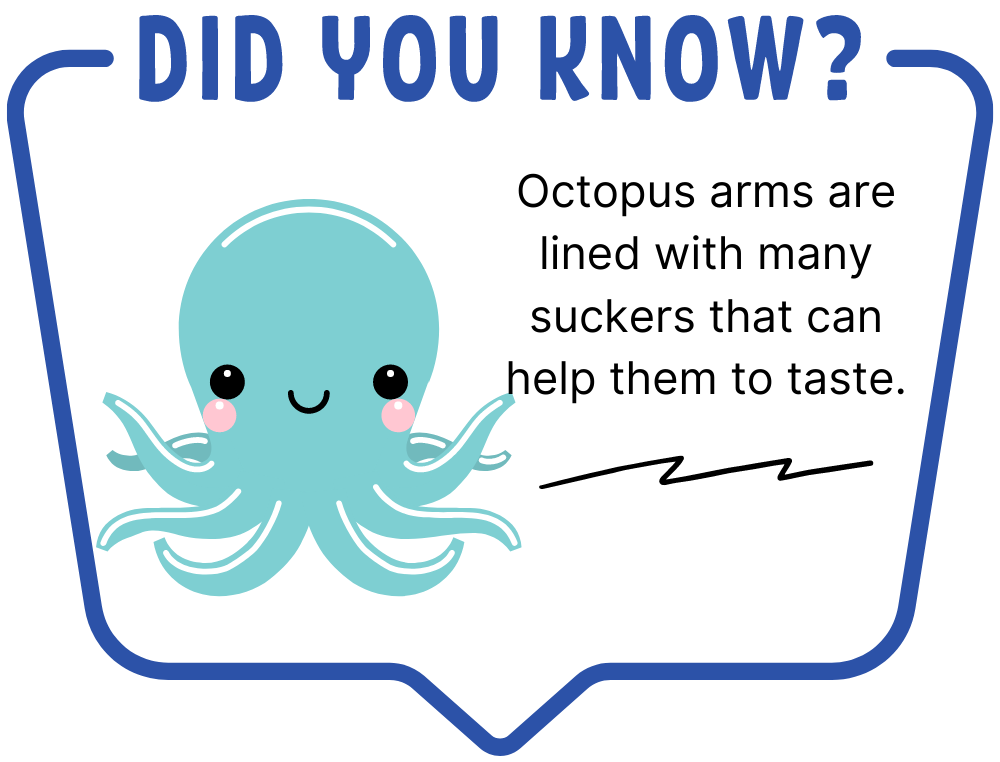 DID YOU KNOW?
Octopus arms are
lined with many
suckers that can
help them to taste.